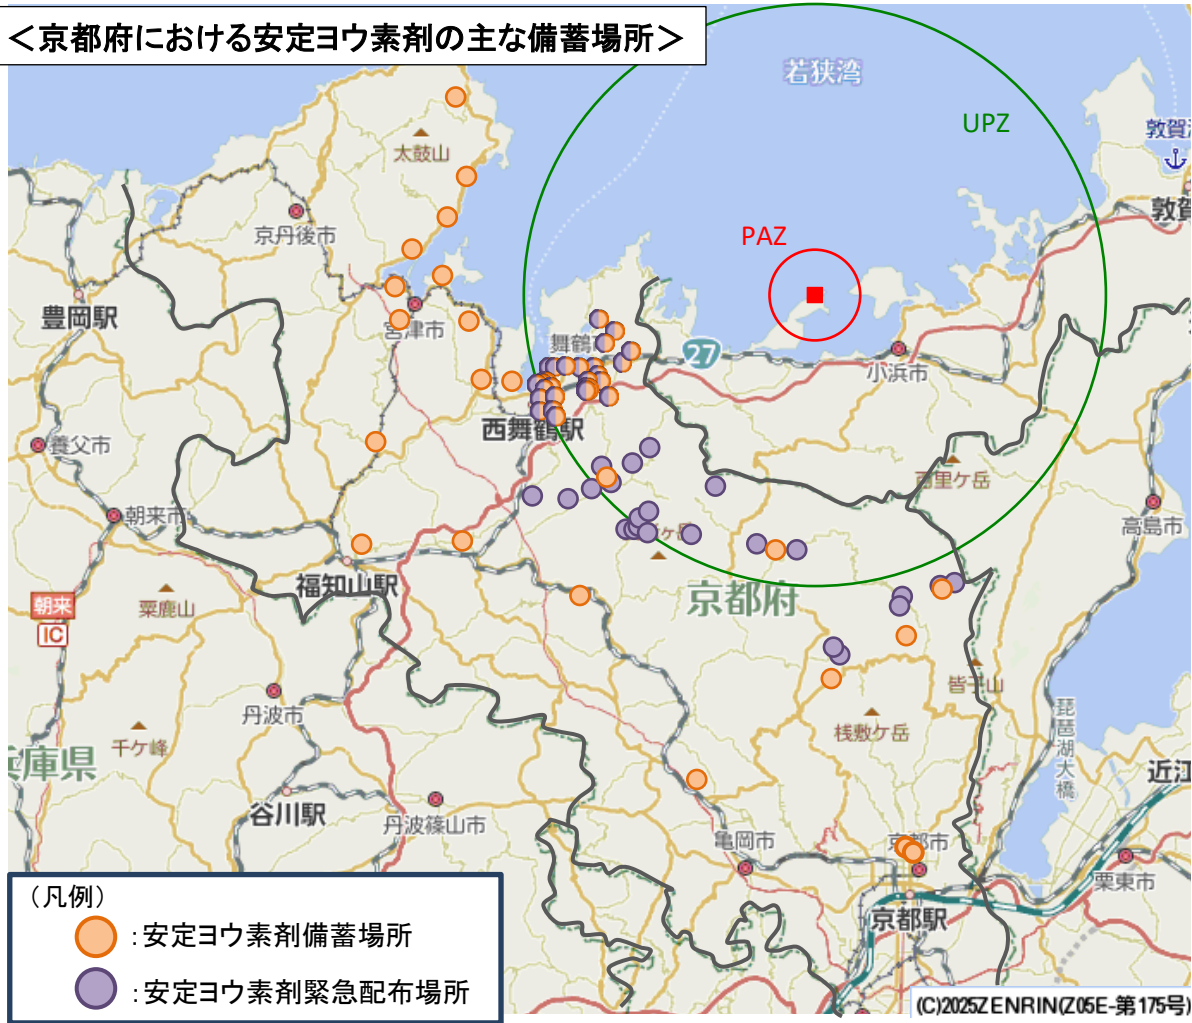 ＜京都府における安定ヨウ素剤の主な備蓄場所＞
若狭湾
UPZ
敦賀
太鼓山
京丹後市
PAZ
豊岡駅
宮津市
舞鶴
27
小浜市
西舞鶴駅
養父市
百里ケ岳
朝来市
高島市
ケ岳
福知山駅
朝来
IC
粟鹿山
京都府
皆子山
丹波市
桟敷ケ岳
千ケ峰
兵庫県
琵琶湖大橋
近江
谷川駅
丹波篠山市
亀岡市
京都市
栗東市
京都駅
（凡例）
：安定ヨウ素剤備蓄場所
：安定ヨウ素剤緊急配布場所
(C)2025ZENRIN(Z05E-第175号)